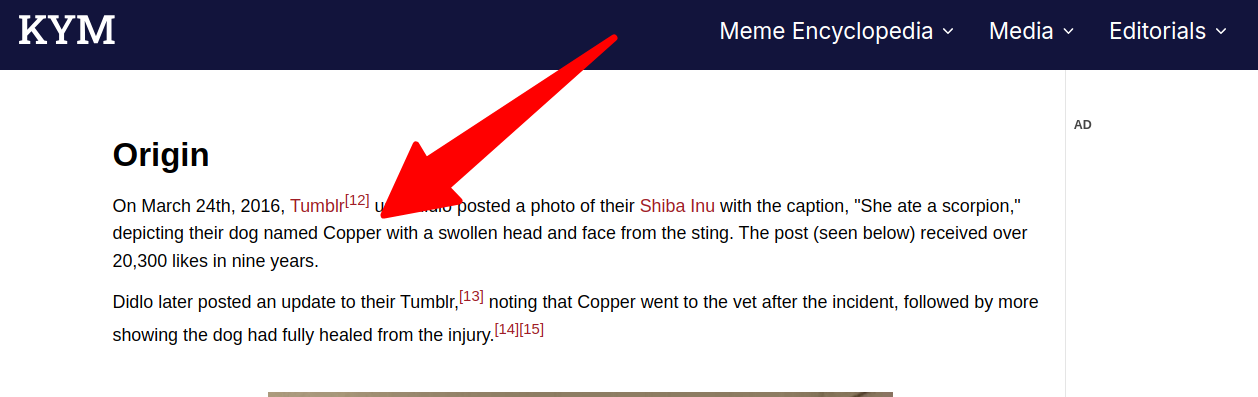 KYM
Meme Encyclopedia
Media
Editorials
AD
Origin
On March 24th, 2016, Tumblr[12] posted a photo of their Shiba Inu with the caption, "She ate a scorpion,"
depicting their dog named Copper with a swollen head and face from the sting. The post (seen below) received over
20,300 likes in nine years.
Didlo later posted an update to their Tumblr,[13] noting that Copper went to the vet after the incident, followed by more
showing the dog had fully healed from the injury.[14][15]